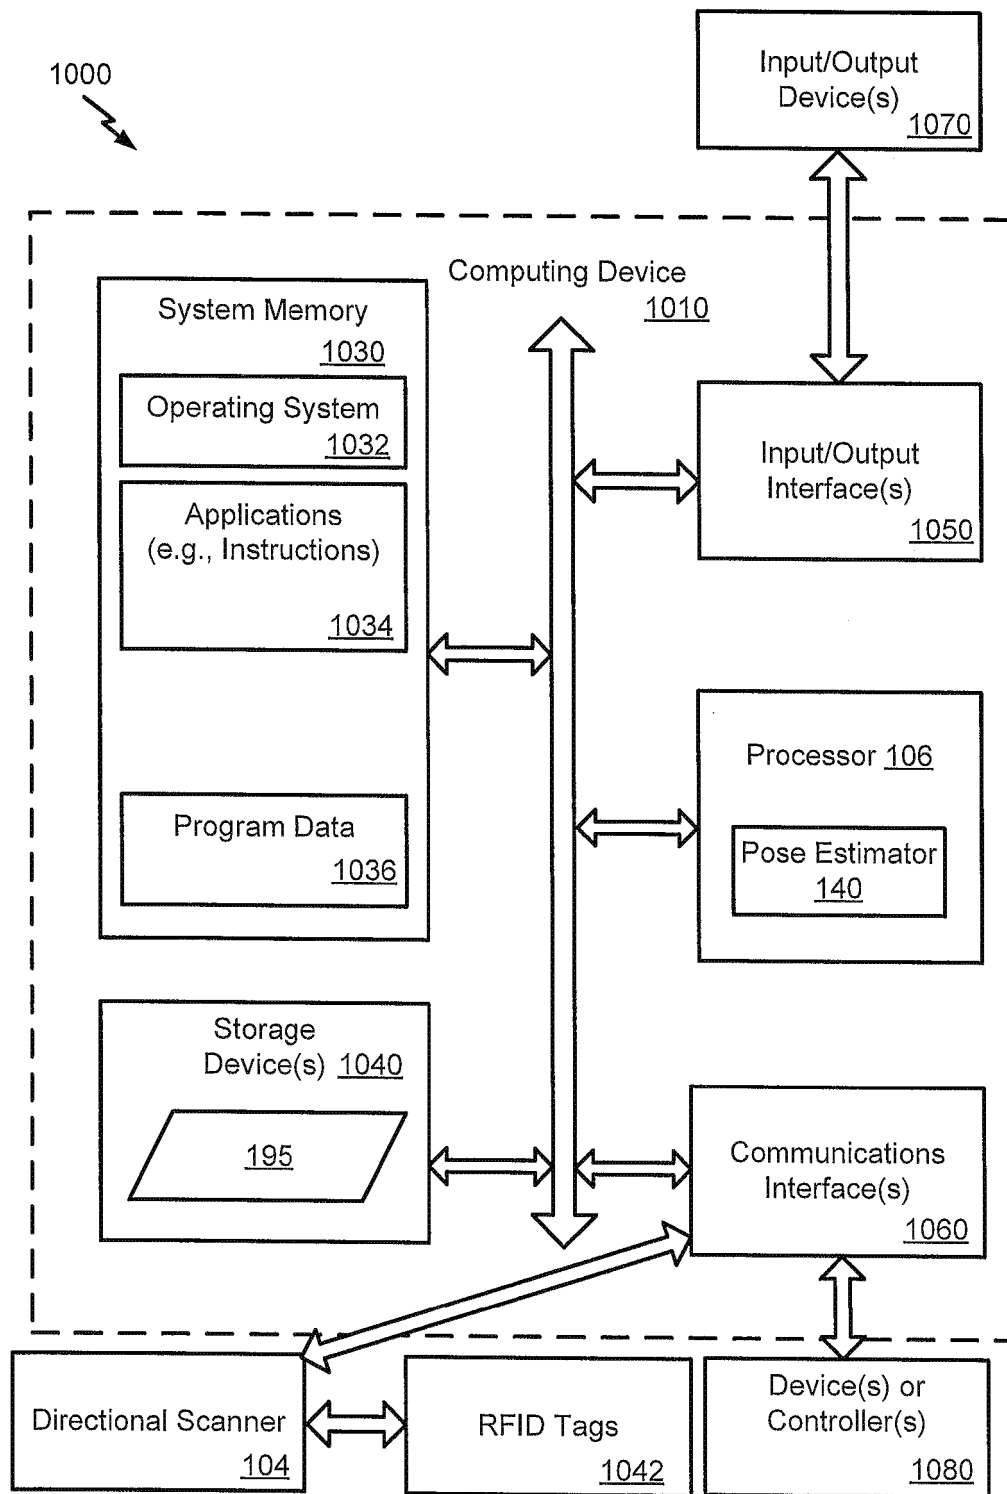 1000
Input/Output
Device(s)
1070
Computing Device
1010
System Memory
1030
Operating System
1032
Applications
(e.g., Instructions)
1034
Program Data
1036
Input/Output
Interface(s)
1050
Processor 106
Pose Estimator
140
Storage
Device(s) 1040
195
Communications
Interface(s)
1060
Directional Scanner
104
RFID Tags
1042
Device(s) or
Controller(s)
1080